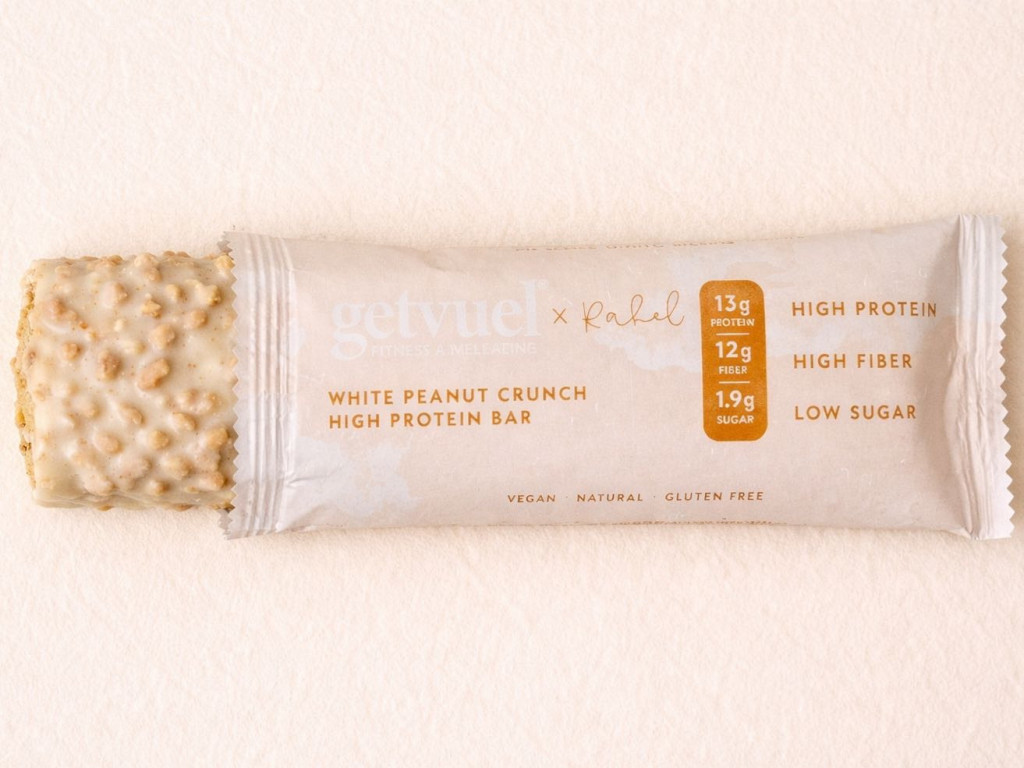 getvuel × Rahel
FITNESS & WELLBEING
WHITE PEANUT CRUNCH
HIGH PROTEIN BAR
13g
PROTEIN
12g
FIBER
1.9g
SUGAR
HIGH PROTEIN
HIGH FIBER
LOW SUGAR
VEGAN · NATURAL · GLUTEN FREE